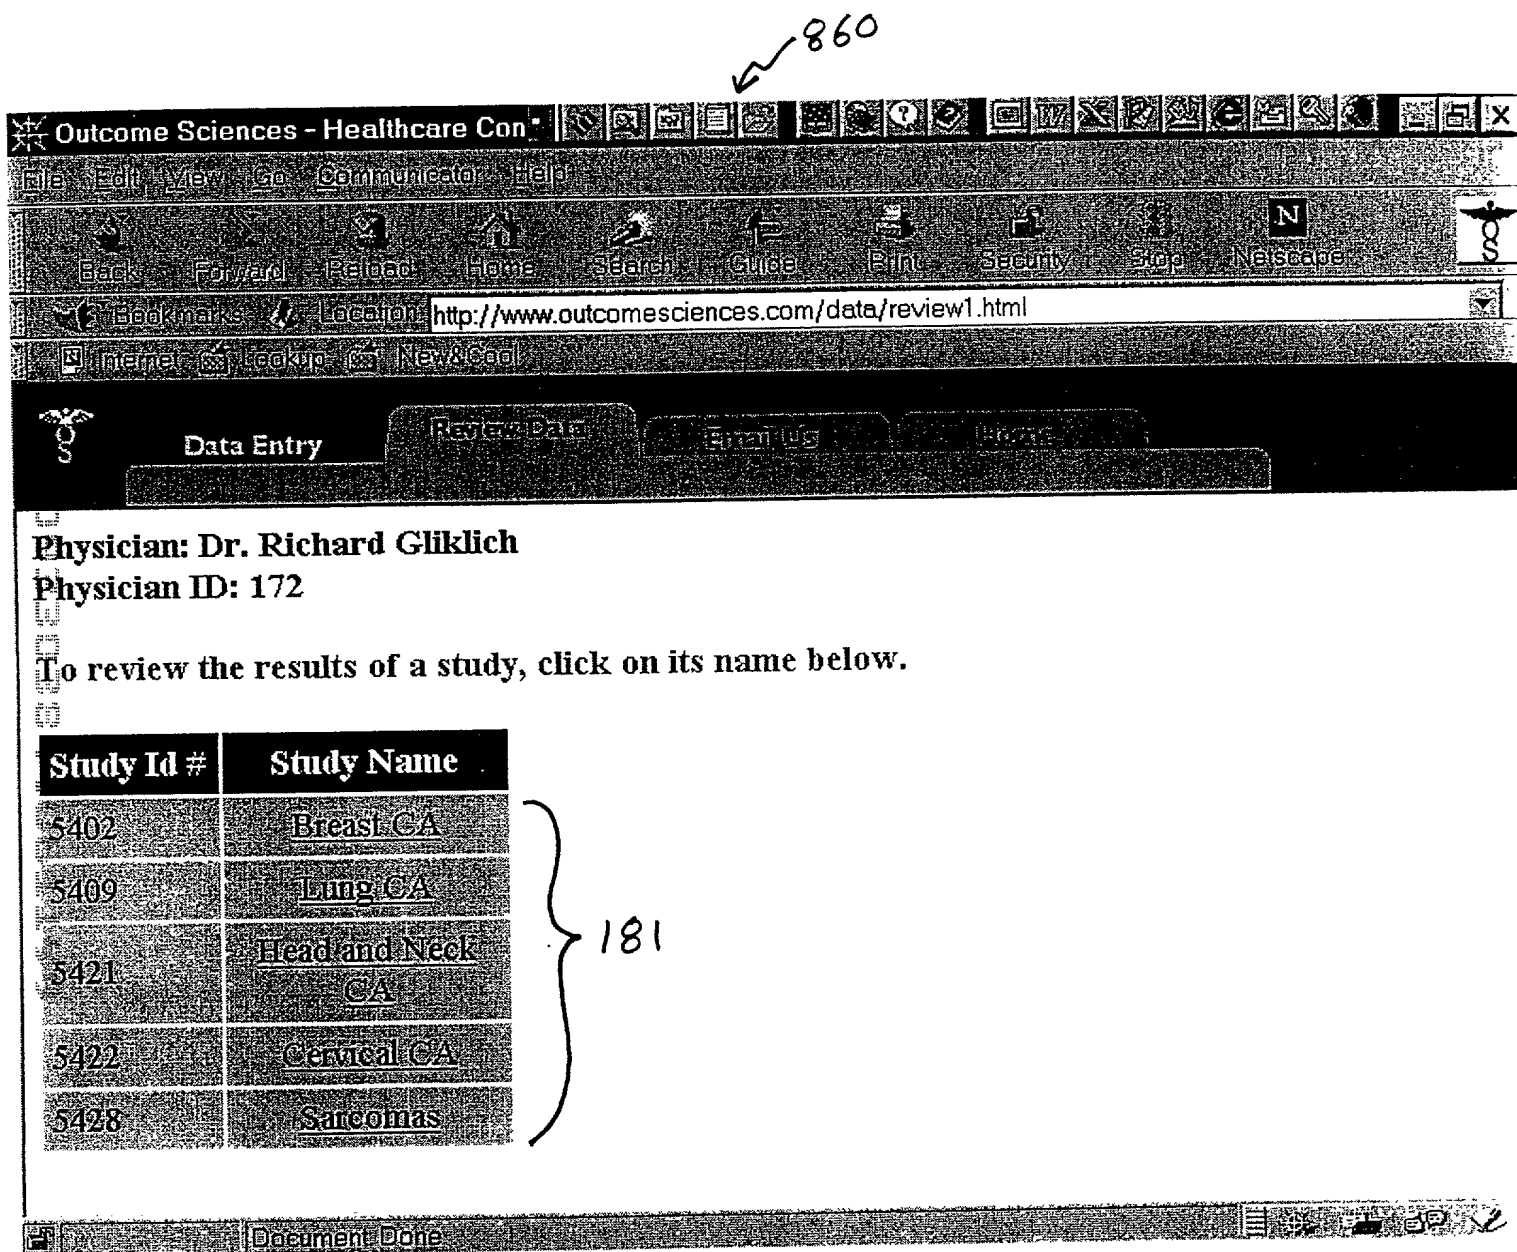 860
Outcome Sciences - Healthcare Con
File Edit View Go Communicator Help
Back Forward Reload Home Search Guide Print Security Stop Netscape
Bookmarks Location: http://www.outcomesciences.com/data/review1.html
Internet Lookup New&Cool
Data Entry Review Data Email Us Home
Physician: Dr. Richard Gliklich
Physician ID: 172
To review the results of a study, click on its name below.
Study Id # Study Name
5402 Breast CA
5409 Lung CA
5421 Head and Neck CA
5422 Cervical CA
5428 Sarcomas
181
Document Done